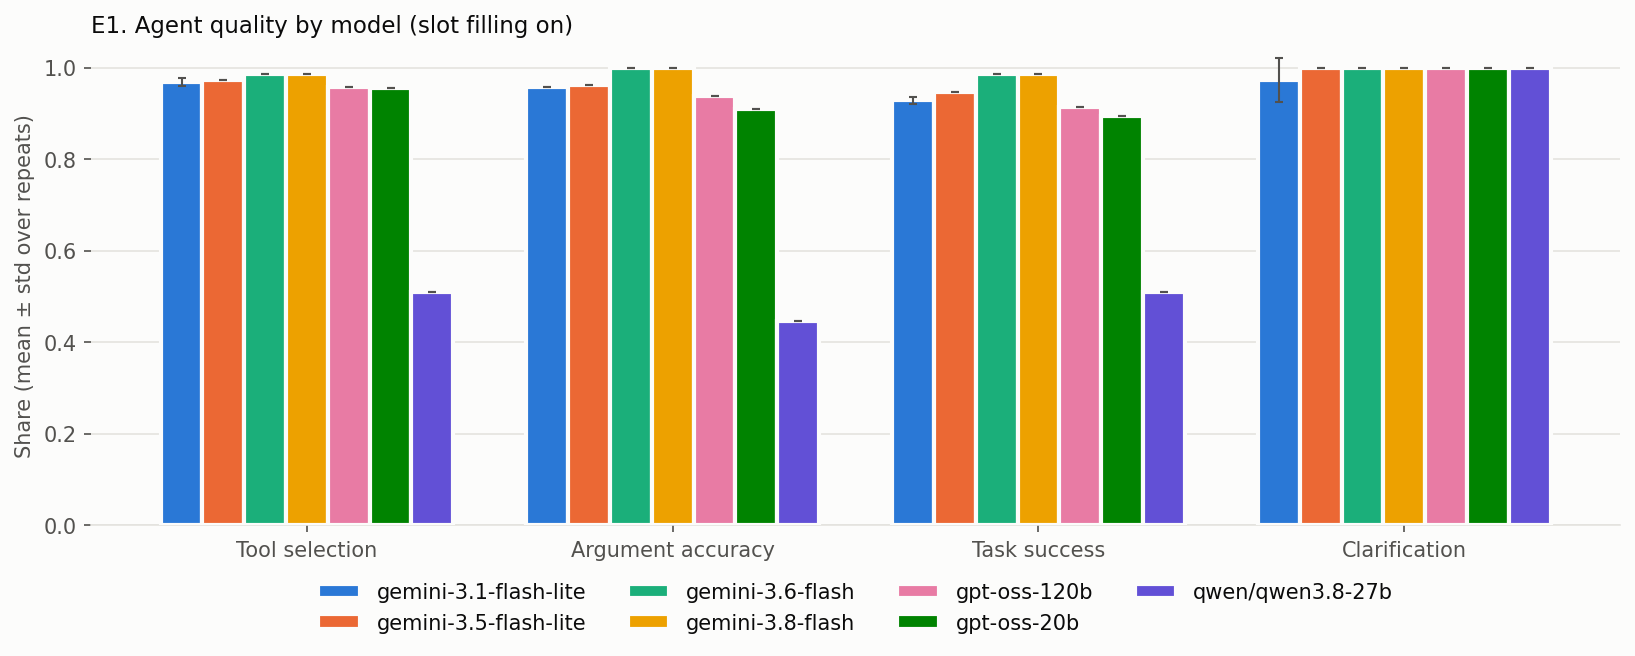 E1. Agent quality by model (slot filling on)
Share (mean ± std over repeats)
1.0
0.8
0.6
0.4
0.2
0.0
Tool selection Argument accuracy Task success Clarification
gemini-3.1-flash-lite gemini-3.6-flash gpt-oss-120b qwen/qwen3.8-27b
gemini-3.5-flash-lite gemini-3.8-flash gpt-oss-20b